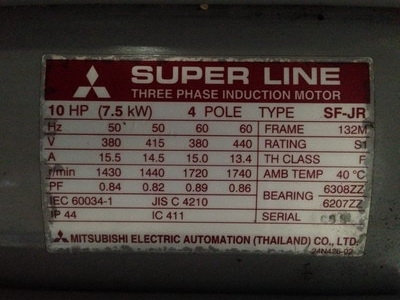 SUPER LINE
THREE PHASE INDUCTION MOTOR
10 HP (7.5 kW) 4 POLE TYPE SF-JR
Hz 50 50 60 60 FRAME 132M
V 380 415 380 440 RATING S1
A 15.5 14.5 15.0 13.4 TH CLASS F
r/min 1430 1440 1720 1740 AMB TEMP 40 °C
PF 0.84 0.82 0.89 0.86 BEARING 6308ZZ
IEC 60034-1 JIS C 4210 6207ZZ
IP 44 IC 411 SERIAL
MITSUBISHI ELECTRIC AUTOMATION (THAILAND) CO., LTD.